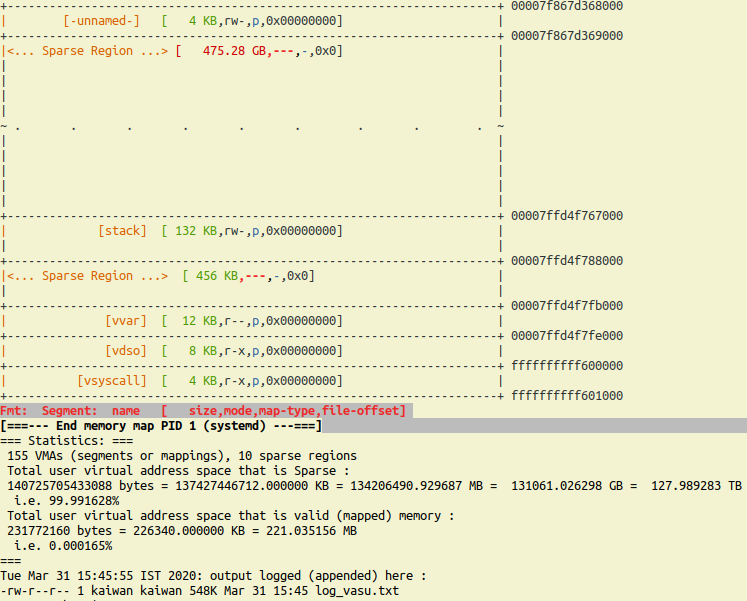 +----------------------------------------------------------------------+ 00007f867d368000
|        [-unnamed-]   [   4 KB,rw-,p,0x00000000]                      |
+----------------------------------------------------------------------+ 00007f867d369000
|<... Sparse Region ...> [   475.28 GB,---,-,0x0]                      |
|                                                                      |
|                                                                      |
|                                                                      |
|                                                                      |
~ .       .       .       .       .       .        .       .        .  ~
|                                                                      |
|                                                                      |
|                                                                      |
|                                                                      |
|                                                                      |
+----------------------------------------------------------------------+ 00007ffd4f767000
|             [stack]  [ 132 KB,rw-,p,0x00000000]                      |
|                                                                      |
+----------------------------------------------------------------------+ 00007ffd4f788000
|<... Sparse Region ...>  [ 456 KB,---,-,0x0]                          |
|                                                                      |
+----------------------------------------------------------------------+ 00007ffd4f7fb000
|              [vvar]  [  12 KB,r--,p,0x00000000]                      |
+----------------------------------------------------------------------+ 00007ffd4f7fe000
|              [vdso]  [   8 KB,r-x,p,0x00000000]                      |
+----------------------------------------------------------------------+ ffffffffff600000
|          [vsyscall]  [   4 KB,r-x,p,0x00000000]                      |
+----------------------------------------------------------------------+ ffffffffff601000
Fmt:  Segment:  name   [   size,mode,map-type,file-offset]
[===--- End memory map PID 1 (systemd) ---===]
=== Statistics: ===
 155 VMAs (segments or mappings), 10 sparse regions
 Total user virtual address space that is Sparse :
 140725705433088 bytes = 137427446712.000000 KB = 134206490.929687 MB =  131061.026298 GB =  127.989283 TB
  i.e. 99.991628%
 Total user virtual address space that is valid (mapped) memory :
 231772160 bytes = 226340.000000 KB = 221.035156 MB
  i.e. 0.000165%
===
Tue Mar 31 15:45:55 IST 2020: output logged (appended) here :
-rw-r--r-- 1 kaiwan kaiwan 548K Mar 31 15:45 log_vasu.txt